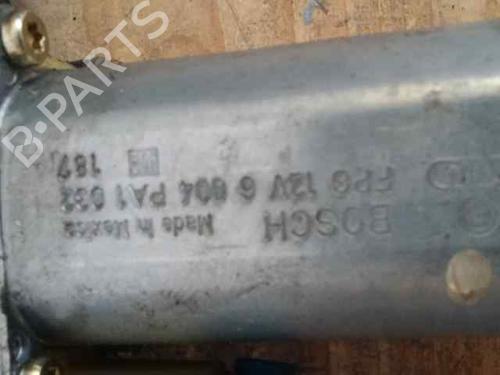 BOSCH
Made in Mexico
FPG 12V 6 604 PA1 033
187
B-PARTS